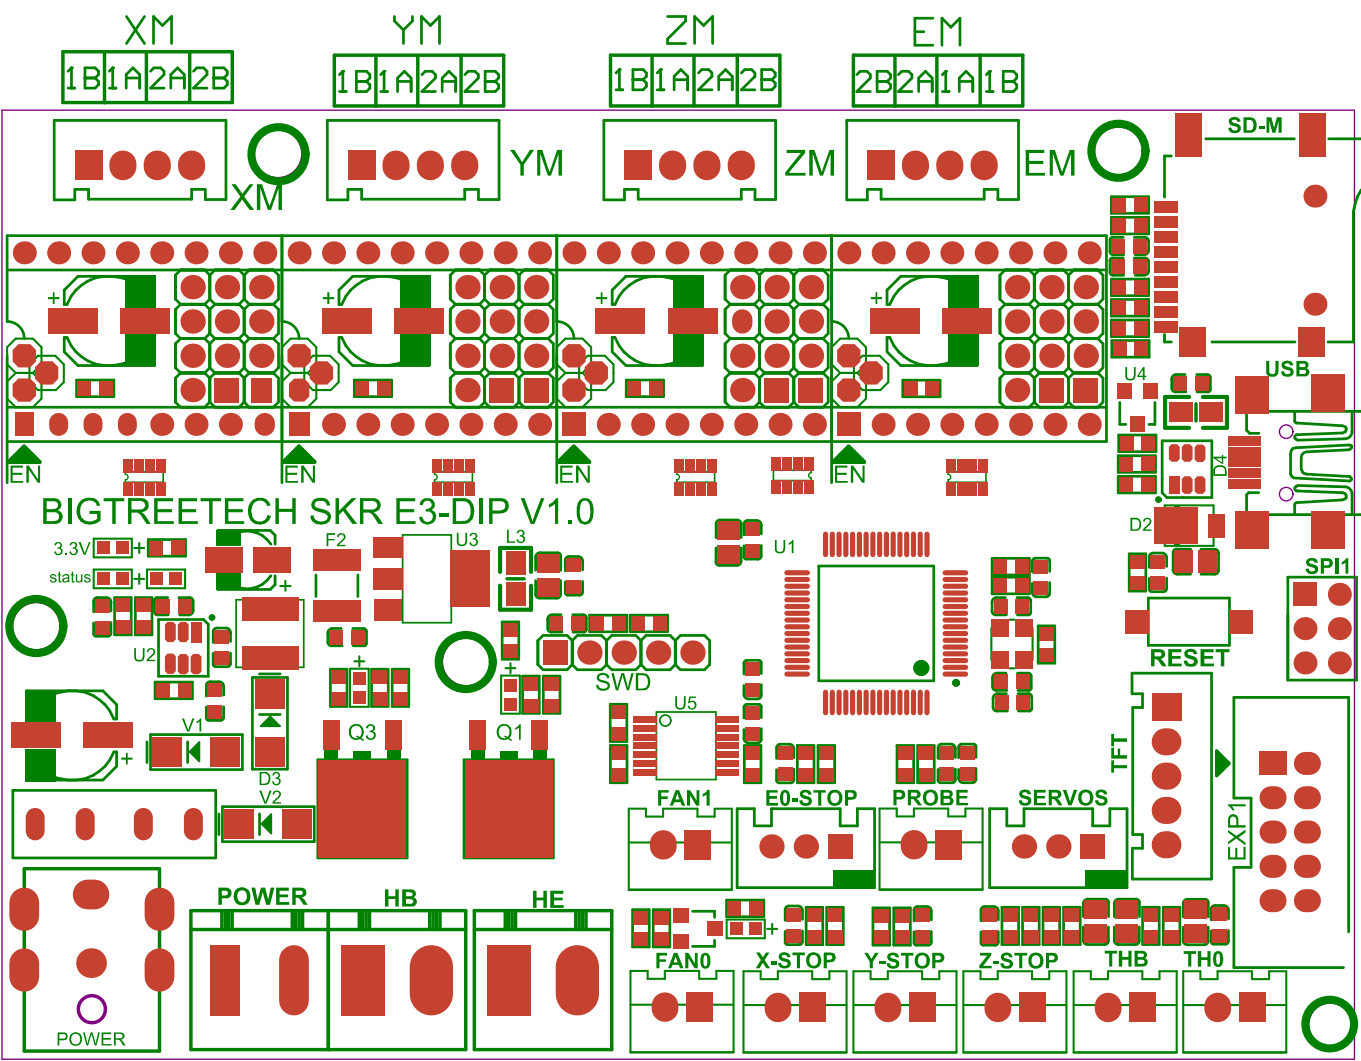 XM YM ZM EM
1B 1A 2A 2B 1B 1A 2A 2B 1B 1A 2A 2B 2B 2A 1A 1B
SD-M
XM YM ZM EM
+ + + +
U4 USB
EN EN EN EN
D4
BIGTREETECH SKR E3-DIP V1.0
D2
3.3V + F2 U3 L3 U1
status + +
SPI1
U2 + + RESET
SWD
V1 Q3 Q1 U5
+ D3
TFT
V2 FAN1 E0-STOP PROBE SERVOS
EXP1
POWER HB HE
+
FAN0 X-STOP Y-STOP Z-STOP THB TH0
POWER